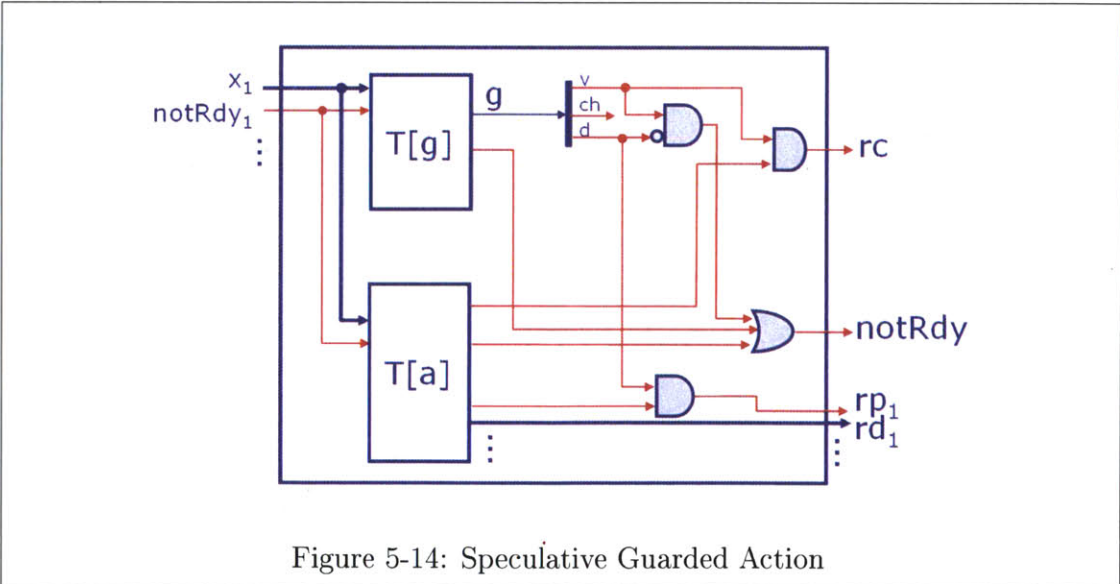 x1
notRdy1
⋮
T[g]
g
v
ch
d
rc
T[a]
notRdy
rp1
rd1
⋮
⋮
Figure 5-14: Speculative Guarded Action